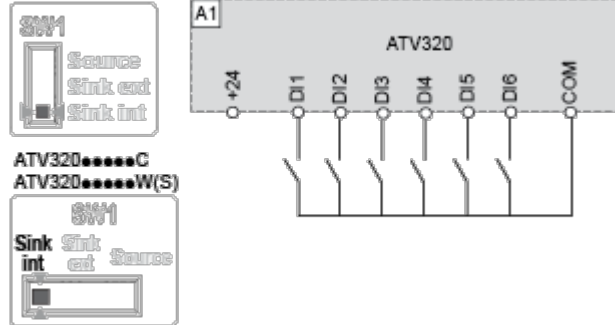 SW1
Source
Sink ext
Sink int
ATV320●●●●●C
ATV320●●●●●W(S)
SW1
Sink int
Sink ext
Source
A1
ATV320
+24
DI1
DI2
DI3
DI4
DI5
DI6
COM